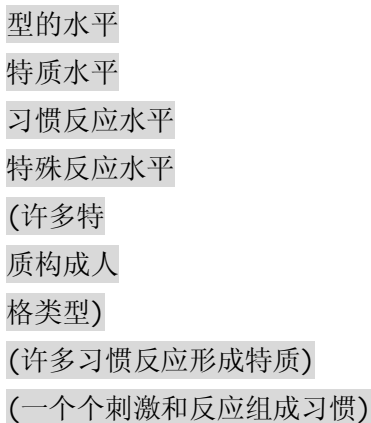 型的水平
特质水平
习惯反应水平
特殊反应水平
(许多特
质构成人
格类型)
(许多习惯反应形成特质)
(一个个刺激和反应组成习惯)